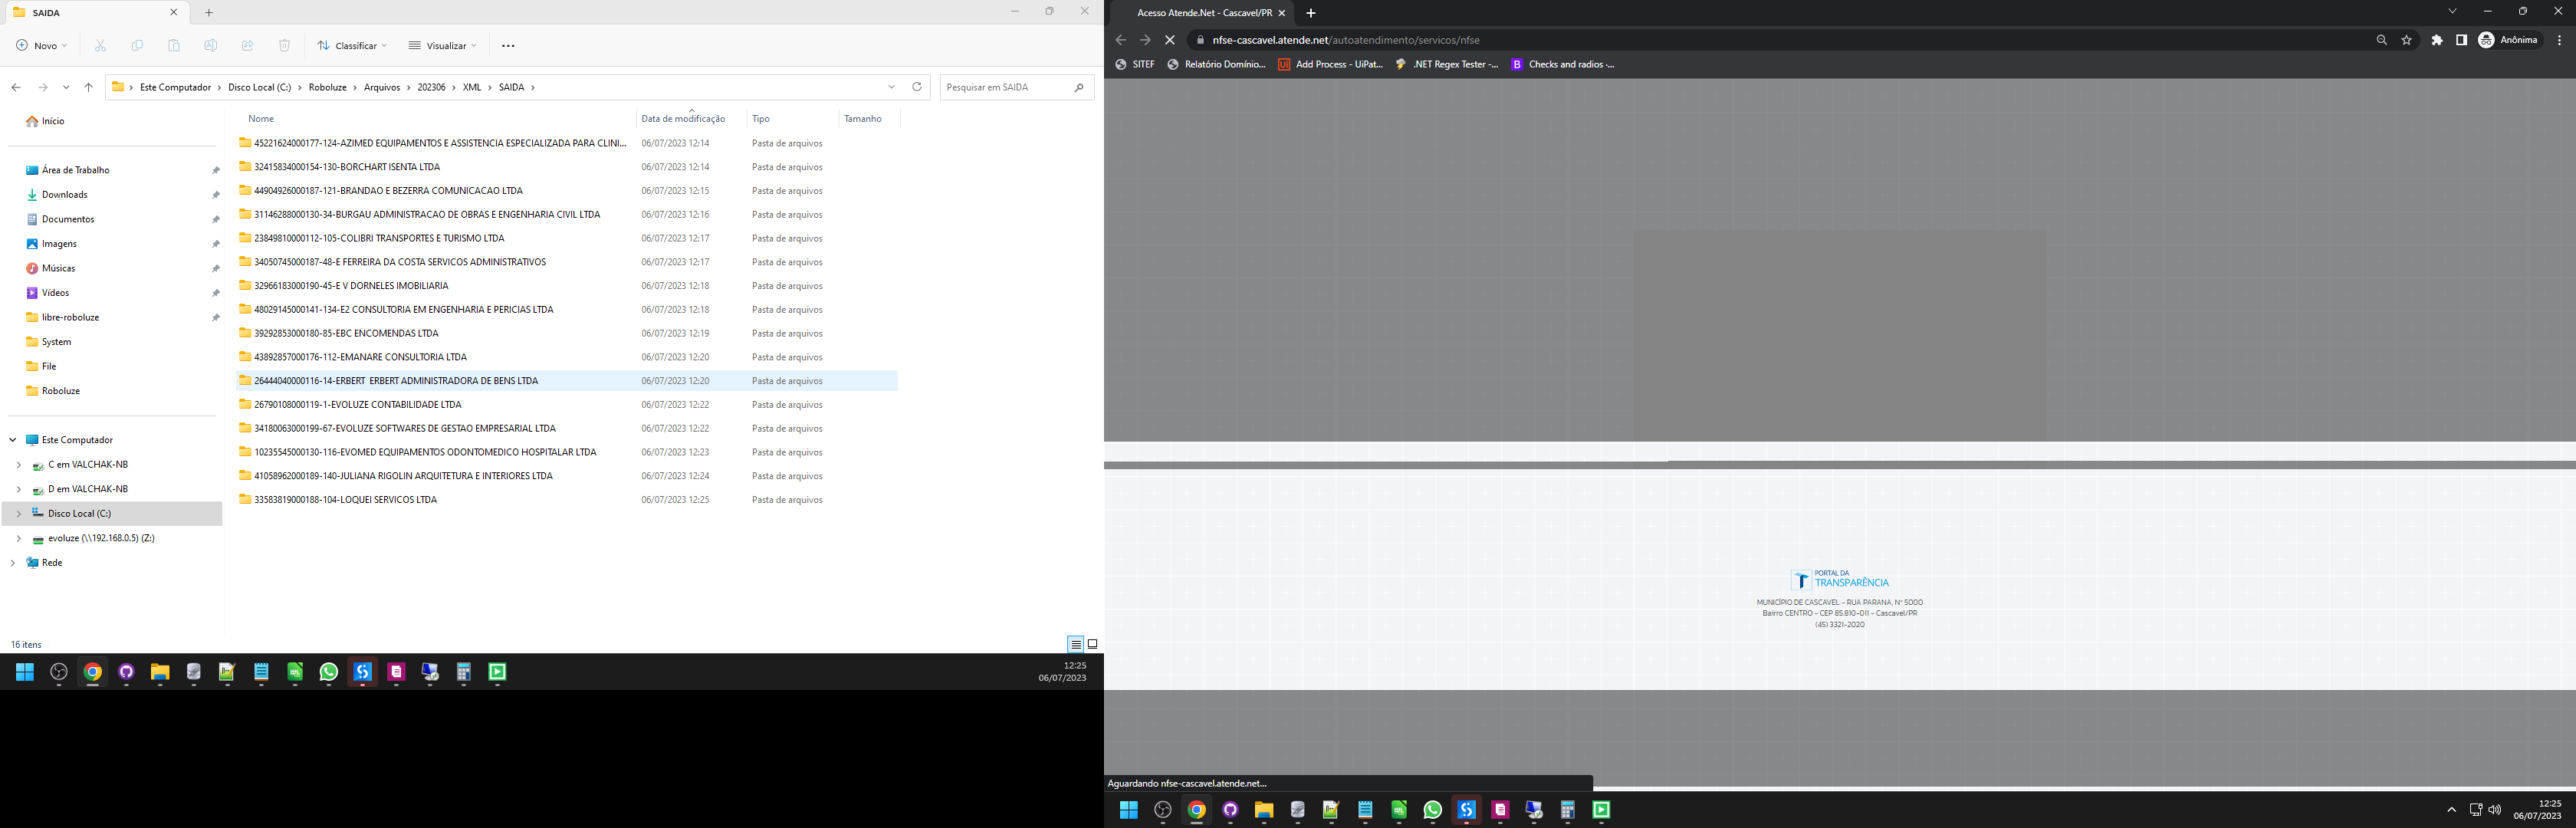 SAIDA
Novo
Classificar
Visualizar
Este Computador > Disco Local (C:) > Roboluze > Arquivos > 202306 > XML > SAIDA >
Pesquisar em SAIDA
Início
Área de Trabalho
Downloads
Documentos
Imagens
Músicas
Vídeos
libre-roboluze
System
File
Roboluze
Este Computador
C em VALCHAK-NB
D em VALCHAK-NB
Disco Local (C:)
evoluze (\\192.168.0.5) (Z:)
Rede
Nome Data de modificação Tipo Tamanho
45221624000177-124-AZIMED EQUIPAMENTOS E ASSISTENCIA ESPECIALIZADA PARA CLINI... 06/07/2023 12:14 Pasta de arquivos
32415834000154-130-BORCHART ISENTA LTDA 06/07/2023 12:14 Pasta de arquivos
44904926000187-121-BRANDAO E BEZERRA COMUNICACAO LTDA 06/07/2023 12:15 Pasta de arquivos
31146288000130-34-BURGAU ADMINISTRACAO DE OBRAS E ENGENHARIA CIVIL LTDA 06/07/2023 12:16 Pasta de arquivos
23849810000112-105-COLIBRI TRANSPORTES E TURISMO LTDA 06/07/2023 12:17 Pasta de arquivos
34050745000187-48-E FERREIRA DA COSTA SERVICOS ADMINISTRATIVOS 06/07/2023 12:17 Pasta de arquivos
32966183000190-45-E V DORNELES IMOBILIARIA 06/07/2023 12:18 Pasta de arquivos
48029145000141-134-E2 CONSULTORIA EM ENGENHARIA E PERICIAS LTDA 06/07/2023 12:18 Pasta de arquivos
39292853000180-85-EBC ENCOMENDAS LTDA 06/07/2023 12:19 Pasta de arquivos
43892857000176-112-EMANARE CONSULTORIA LTDA 06/07/2023 12:20 Pasta de arquivos
26444040000116-14-ERBERT  ERBERT ADMINISTRADORA DE BENS LTDA 06/07/2023 12:20 Pasta de arquivos
26790108000119-1-EVOLUZE CONTABILIDADE LTDA 06/07/2023 12:22 Pasta de arquivos
34180063000199-67-EVOLUZE SOFTWARES DE GESTAO EMPRESARIAL LTDA 06/07/2023 12:22 Pasta de arquivos
10235545000130-116-EVOMED EQUIPAMENTOS ODONTOMEDICO HOSPITALAR LTDA 06/07/2023 12:23 Pasta de arquivos
41058962000189-140-JULIANA RIGOLIN ARQUITETURA E INTERIORES LTDA 06/07/2023 12:24 Pasta de arquivos
33583819000188-104-LOQUEI SERVICOS LTDA 06/07/2023 12:25 Pasta de arquivos
16 itens
12:25
06/07/2023
Acesso Atende.Net - Cascavel/PR
nfse-cascavel.atende.net/autoatendimento/servicos/nfse
Anônima
SITEF
Relatório Domínio...
Add Process - UiPat...
.NET Regex Tester -...
Checks and radios ·...
PORTAL DA
TRANSPARÊNCIA
MUNICÍPIO DE CASCAVEL - RUA PARANA, N° 5000
Bairro CENTRO - CEP 85.810-011 - Cascavel/PR
(45) 3321-2020
Aguardando nfse-cascavel.atende.net...
12:25
06/07/2023